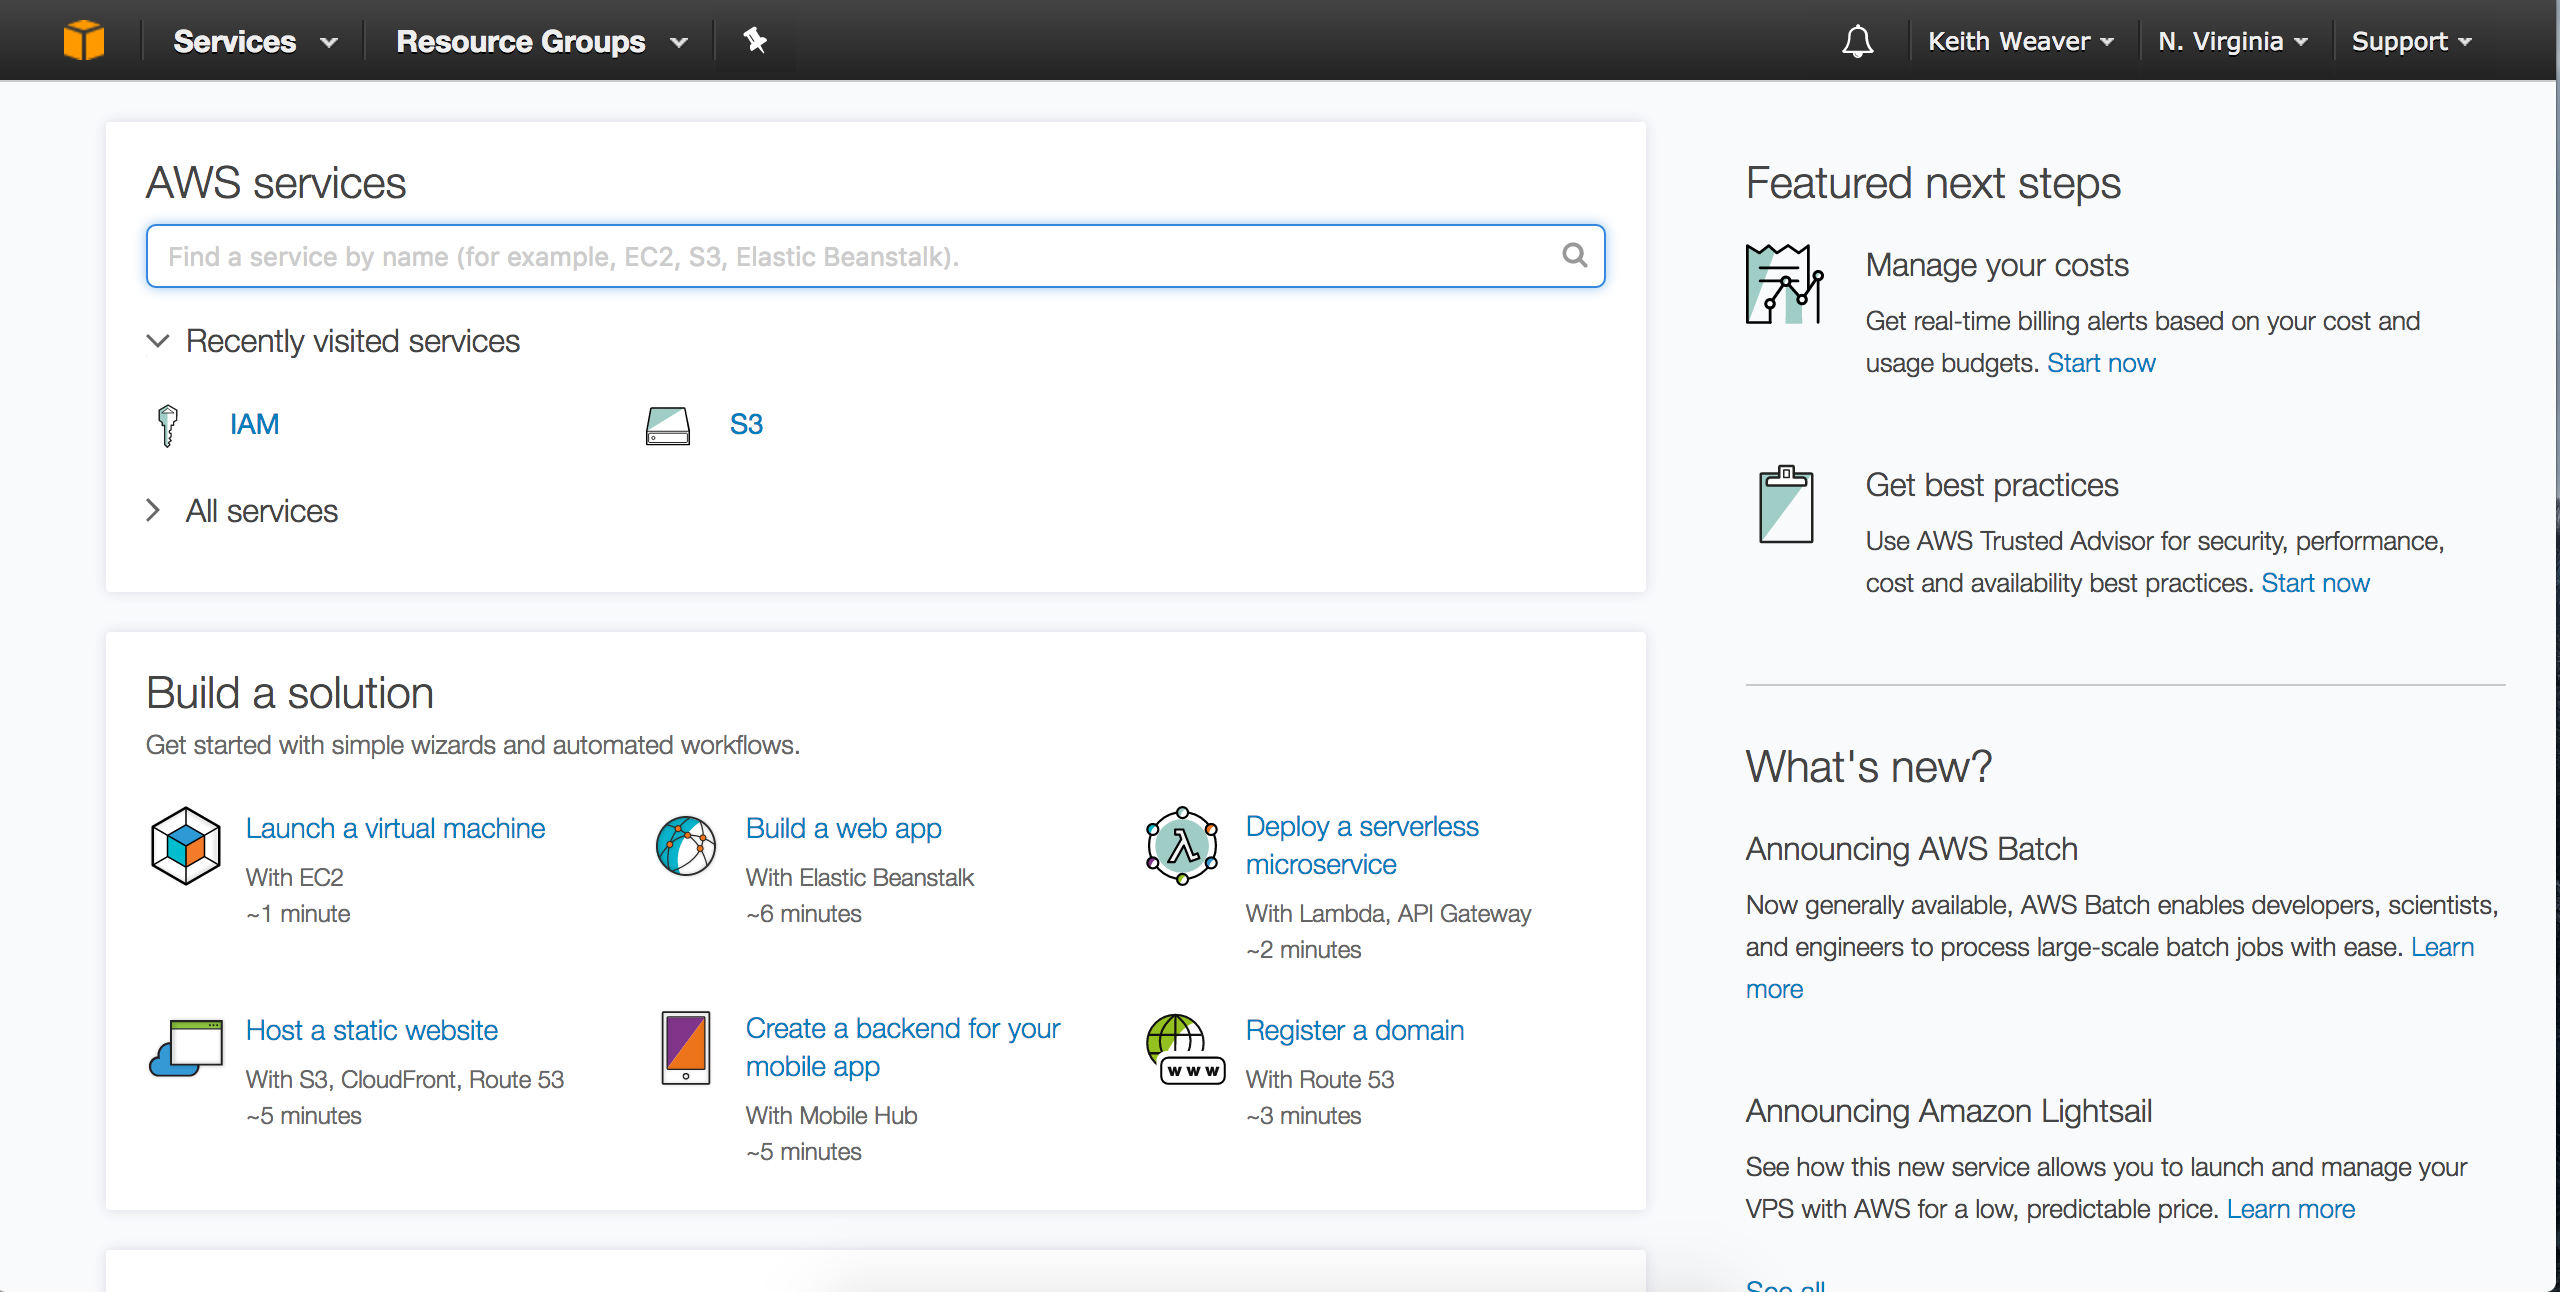 Services
Resource Groups
Keith Weaver
N. Virginia
Support
AWS services
Find a service by name (for example, EC2, S3, Elastic Beanstalk).
Recently visited services
IAM
S3
All services
Build a solution
Get started with simple wizards and automated workflows.
Launch a virtual machine
With EC2
~1 minute
Build a web app
With Elastic Beanstalk
~6 minutes
Deploy a serverless
microservice
With Lambda, API Gateway
~2 minutes
Host a static website
With S3, CloudFront, Route 53
~5 minutes
Create a backend for your
mobile app
With Mobile Hub
~5 minutes
www
Register a domain
With Route 53
~3 minutes
Featured next steps
Manage your costs
Get real-time billing alerts based on your cost and
usage budgets. Start now
Get best practices
Use AWS Trusted Advisor for security, performance,
cost and availability best practices. Start now
What's new?
Announcing AWS Batch
Now generally available, AWS Batch enables developers, scientists,
and engineers to process large-scale batch jobs with ease. Learn
more
Announcing Amazon Lightsail
See how this new service allows you to launch and manage your
VPS with AWS for a low, predictable price. Learn more
See all